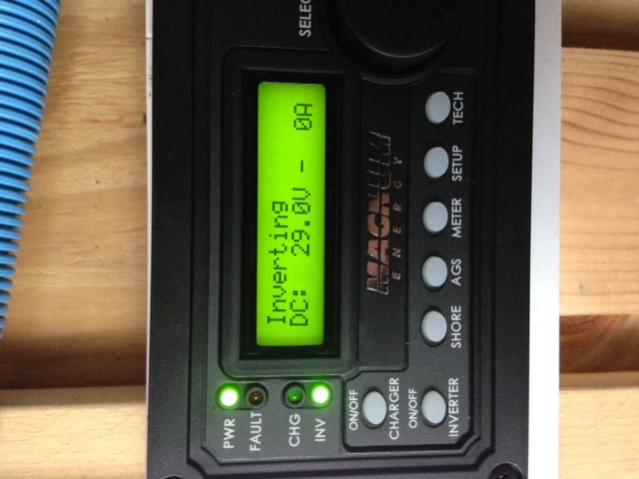 Inverting
DC: 29.0V - 0A
PWR
FAULT
CHG
INV
SELEC
MAGNUM
ENERGY
ON/OFF
CHARGER
ON/OFF
INVERTER
SHORE
AGS
METER
SETUP
TECH